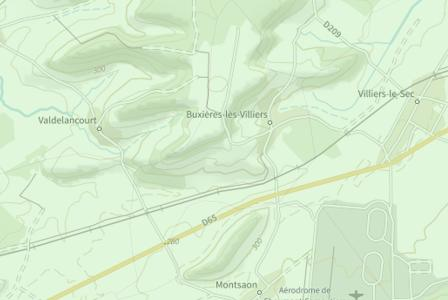 D209
300
Villiers-le-Sec
Buxières-lès-Villiers
Valdelancourt
D65
280
300
Montsaon
Aérodrome de